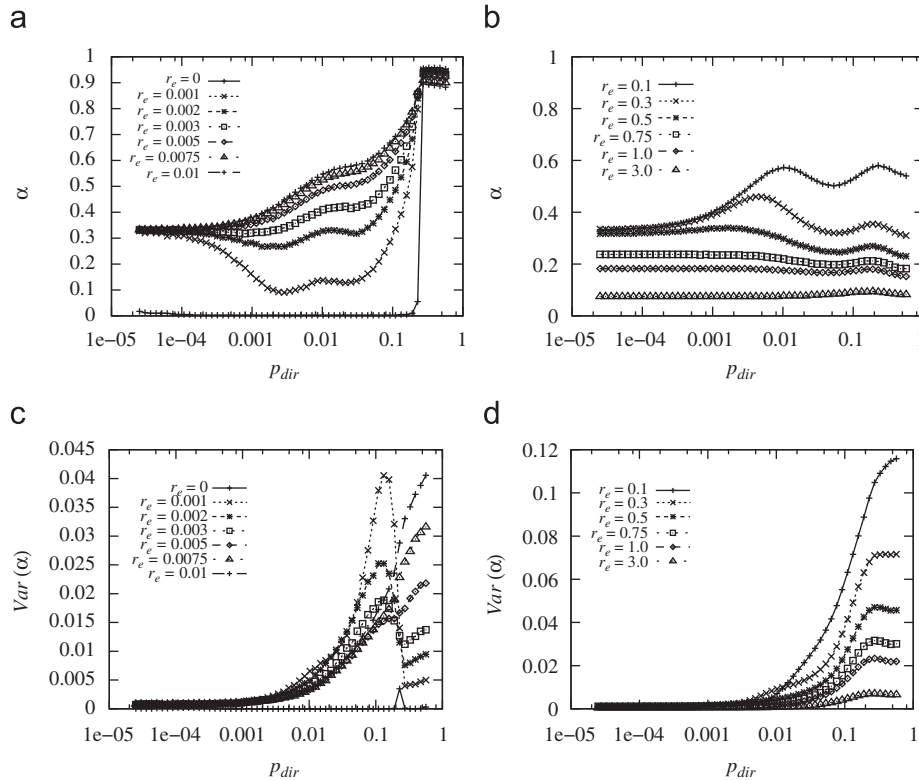 a
1
0.9
0.8
0.7
0.6
0.5
0.4
0.3
0.2
0.1
0
α
r_e = 0
r_e = 0.001
r_e = 0.002
r_e = 0.003
r_e = 0.005
r_e = 0.0075
r_e = 0.01
1e−05 1e−04 0.001 0.01 0.1 1
p_dir
b
1
0.8
0.6
0.4
0.2
0
α
r_e = 0.1
r_e = 0.3
r_e = 0.5
r_e = 0.75
r_e = 1.0
r_e = 3.0
1e−05 1e−04 0.001 0.01 0.1 1
p_dir
c
0.045
0.04
0.035
0.03
0.025
0.02
0.015
0.01
0.005
0
Var (α)
r_e = 0
r_e = 0.001
r_e = 0.002
r_e = 0.003
r_e = 0.005
r_e = 0.0075
r_e = 0.01
1e−05 1e−04 0.001 0.01 0.1 1
p_dir
d
0.12
0.1
0.08
0.06
0.04
0.02
0
Var (α)
r_e = 0.1
r_e = 0.3
r_e = 0.5
r_e = 0.75
r_e = 1.0
r_e = 3.0
1e−05 1e−04 0.001 0.01 0.1 1
p_dir